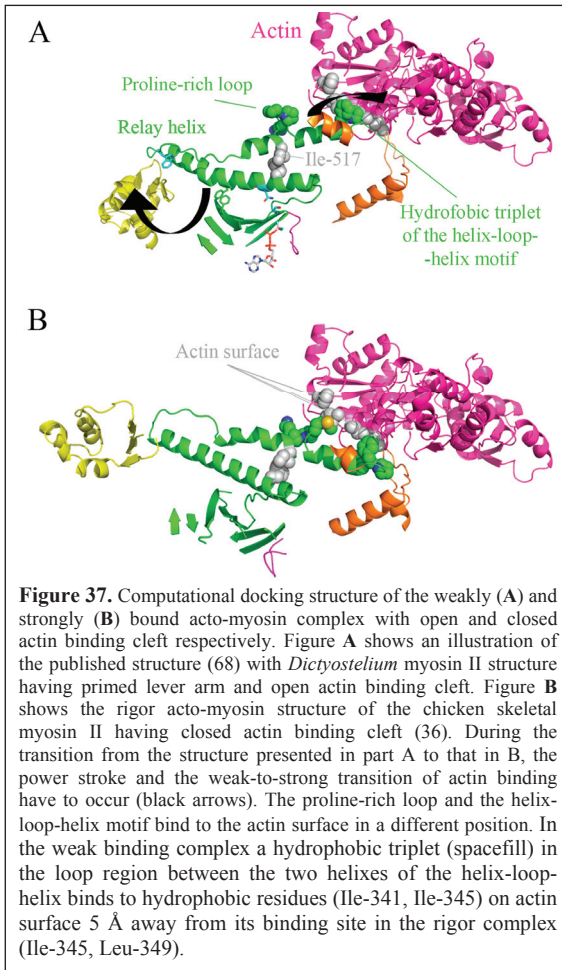 A
Actin
Proline-rich loop
Relay helix
Ile-517
Hydrofobic triplet
of the helix-loop-
-helix motif
B
Actin surface
Figure 37. Computational docking structure of the weakly (A) and
strongly (B) bound acto-myosin complex with open and closed
actin binding cleft respectively. Figure A shows an illustration of
the published structure (68) with Dictyostelium myosin II structure
having primed lever arm and open actin binding cleft. Figure B
shows the rigor acto-myosin structure of the chicken skeletal
myosin II having closed actin binding cleft (36). During the
transition from the structure presented in part A to that in B, the
power stroke and the weak-to-strong transition of actin binding
have to occur (black arrows). The proline-rich loop and the helix-
loop-helix motif bind to the actin surface in a different position. In
the weak binding complex a hydrophobic triplet (spacefill) in
the loop region between the two helixes of the helix-loop-
helix binds to hydrophobic residues (Ile-341, Ile-345) on actin
surface 5 Å away from its binding site in the rigor complex
(Ile-345, Leu-349).